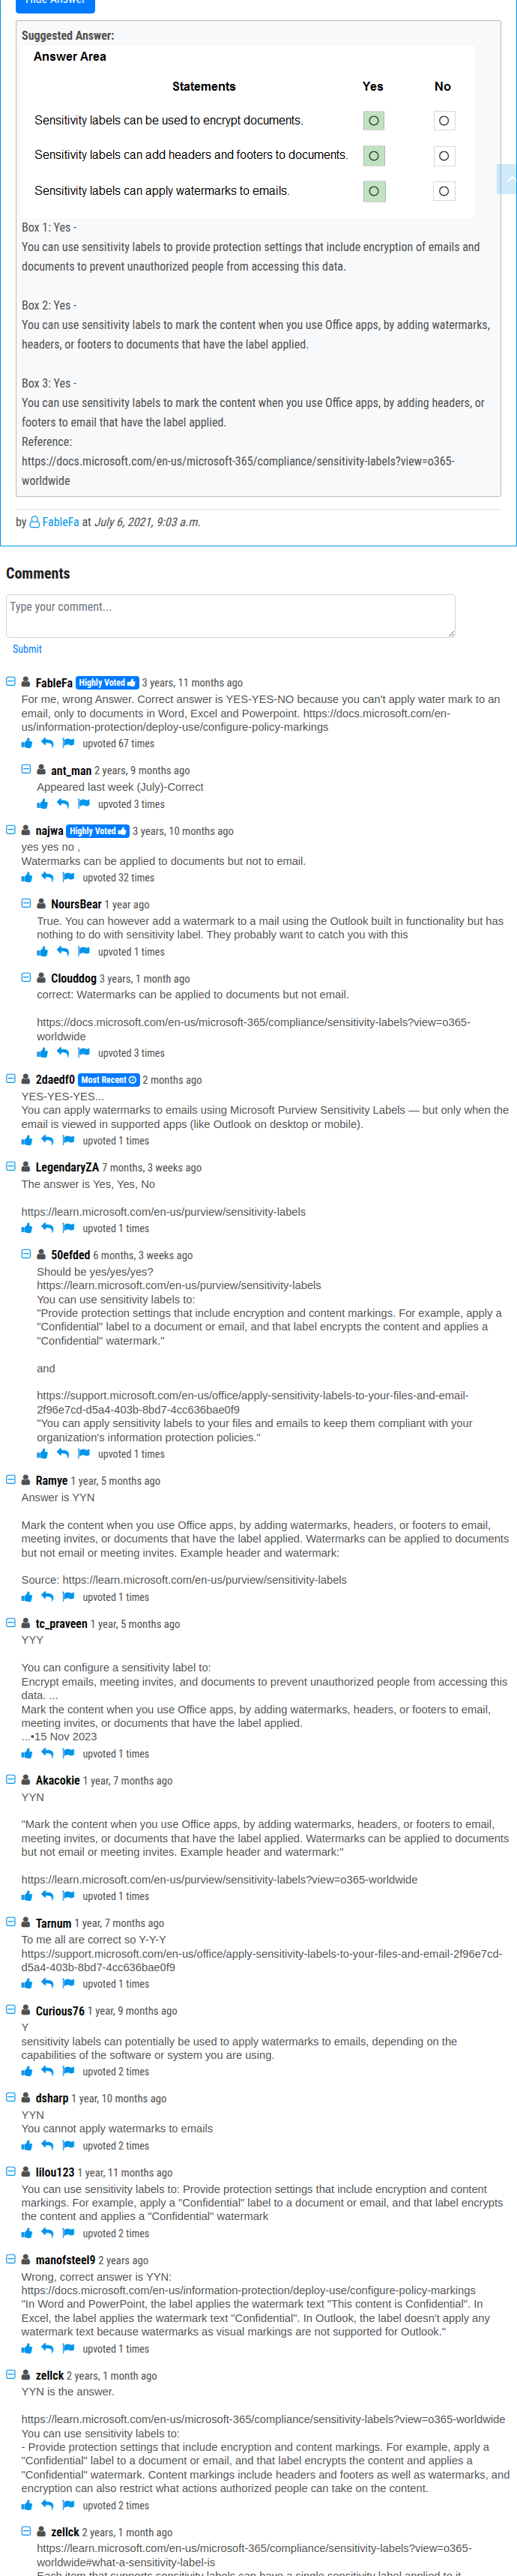 Hide Answer
Suggested Answer:
Answer Area
Statements Yes No
Sensitivity labels can be used to encrypt documents.
Sensitivity labels can add headers and footers to documents.
Sensitivity labels can apply watermarks to emails.
Box 1: Yes -
You can use sensitivity labels to provide protection settings that include encryption of emails and
documents to prevent unauthorized people from accessing this data.
Box 2: Yes -
You can use sensitivity labels to mark the content when you use Office apps, by adding watermarks,
headers, or footers to documents that have the label applied.
Box 3: Yes -
You can use sensitivity labels to mark the content when you use Office apps, by adding headers, or
footers to email that have the label applied.
Reference:
https://docs.microsoft.com/en-us/microsoft-365/compliance/sensitivity-labels?view=o365-
worldwide
by FableFa at July 6, 2021, 9:03 a.m.
Comments
Type your comment...
Submit
FableFa Highly Voted 3 years, 11 months ago
For me, wrong Answer. Correct answer is YES-YES-NO because you can't apply water mark to an
email, only to documents in Word, Excel and Powerpoint. https://docs.microsoft.com/en-
us/information-protection/deploy-use/configure-policy-markings
upvoted 67 times
ant_man 2 years, 9 months ago
Appeared last week (July)-Correct
upvoted 3 times
najwa Highly Voted 3 years, 10 months ago
yes yes no ,
Watermarks can be applied to documents but not to email.
upvoted 32 times
NoursBear 1 year ago
True. You can however add a watermark to a mail using the Outlook built in functionality but has
nothing to do with sensitivity label. They probably want to catch you with this
upvoted 1 times
Clouddog 3 years, 1 month ago
correct: Watermarks can be applied to documents but not email.
https://docs.microsoft.com/en-us/microsoft-365/compliance/sensitivity-labels?view=o365-
worldwide
upvoted 3 times
2daedf0 Most Recent 2 months ago
YES-YES-YES...
You can apply watermarks to emails using Microsoft Purview Sensitivity Labels — but only when the
email is viewed in supported apps (like Outlook on desktop or mobile).
upvoted 1 times
LegendaryZA 7 months, 3 weeks ago
The answer is Yes, Yes, No
https://learn.microsoft.com/en-us/purview/sensitivity-labels
upvoted 1 times
50efded 6 months, 3 weeks ago
Should be yes/yes/yes?
https://learn.microsoft.com/en-us/purview/sensitivity-labels
You can use sensitivity labels to:
"Provide protection settings that include encryption and content markings. For example, apply a
"Confidential" label to a document or email, and that label encrypts the content and applies a
"Confidential" watermark."
and
https://support.microsoft.com/en-us/office/apply-sensitivity-labels-to-your-files-and-email-
2f96e7cd-d5a4-403b-8bd7-4cc636bae0f9
"You can apply sensitivity labels to your files and emails to keep them compliant with your
organization's information protection policies."
upvoted 1 times
Ramye 1 year, 5 months ago
Answer is YYN
Mark the content when you use Office apps, by adding watermarks, headers, or footers to email,
meeting invites, or documents that have the label applied. Watermarks can be applied to documents
but not email or meeting invites. Example header and watermark:
Source: https://learn.microsoft.com/en-us/purview/sensitivity-labels
upvoted 1 times
tc_praveen 1 year, 5 months ago
YYY
You can configure a sensitivity label to:
Encrypt emails, meeting invites, and documents to prevent unauthorized people from accessing this
data. ...
Mark the content when you use Office apps, by adding watermarks, headers, or footers to email,
meeting invites, or documents that have the label applied.
...•15 Nov 2023
upvoted 1 times
Akacokie 1 year, 7 months ago
YYN
"Mark the content when you use Office apps, by adding watermarks, headers, or footers to email,
meeting invites, or documents that have the label applied. Watermarks can be applied to documents
but not email or meeting invites. Example header and watermark:"
https://learn.microsoft.com/en-us/purview/sensitivity-labels?view=o365-worldwide
upvoted 1 times
Tarnum 1 year, 7 months ago
To me all are correct so Y-Y-Y
https://support.microsoft.com/en-us/office/apply-sensitivity-labels-to-your-files-and-email-2f96e7cd-
d5a4-403b-8bd7-4cc636bae0f9
upvoted 1 times
Curious76 1 year, 9 months ago
Y
sensitivity labels can potentially be used to apply watermarks to emails, depending on the
capabilities of the software or system you are using.
upvoted 2 times
dsharp 1 year, 10 months ago
YYN
You cannot apply watermarks to emails
upvoted 2 times
lilou123 1 year, 11 months ago
You can use sensitivity labels to: Provide protection settings that include encryption and content
markings. For example, apply a "Confidential" label to a document or email, and that label encrypts
the content and applies a "Confidential" watermark
upvoted 2 times
manofsteel9 2 years ago
Wrong, correct answer is YYN:
https://docs.microsoft.com/en-us/information-protection/deploy-use/configure-policy-markings
"In Word and PowerPoint, the label applies the watermark text "This content is Confidential". In
Excel, the label applies the watermark text "Confidential". In Outlook, the label doesn't apply any
watermark text because watermarks as visual markings are not supported for Outlook."
upvoted 1 times
zellck 2 years, 1 month ago
YYN is the answer.
https://learn.microsoft.com/en-us/microsoft-365/compliance/sensitivity-labels?view=o365-worldwide
You can use sensitivity labels to:
- Provide protection settings that include encryption and content markings. For example, apply a
"Confidential" label to a document or email, and that label encrypts the content and applies a
"Confidential" watermark. Content markings include headers and footers as well as watermarks, and
encryption can also restrict what actions authorized people can take on the content.
upvoted 2 times
zellck 2 years, 1 month ago
https://learn.microsoft.com/en-us/microsoft-365/compliance/sensitivity-labels?view=o365-
worldwide#what-a-sensitivity-label-is
Each item that supports sensitivity labels can have a single sensitivity label applied to it